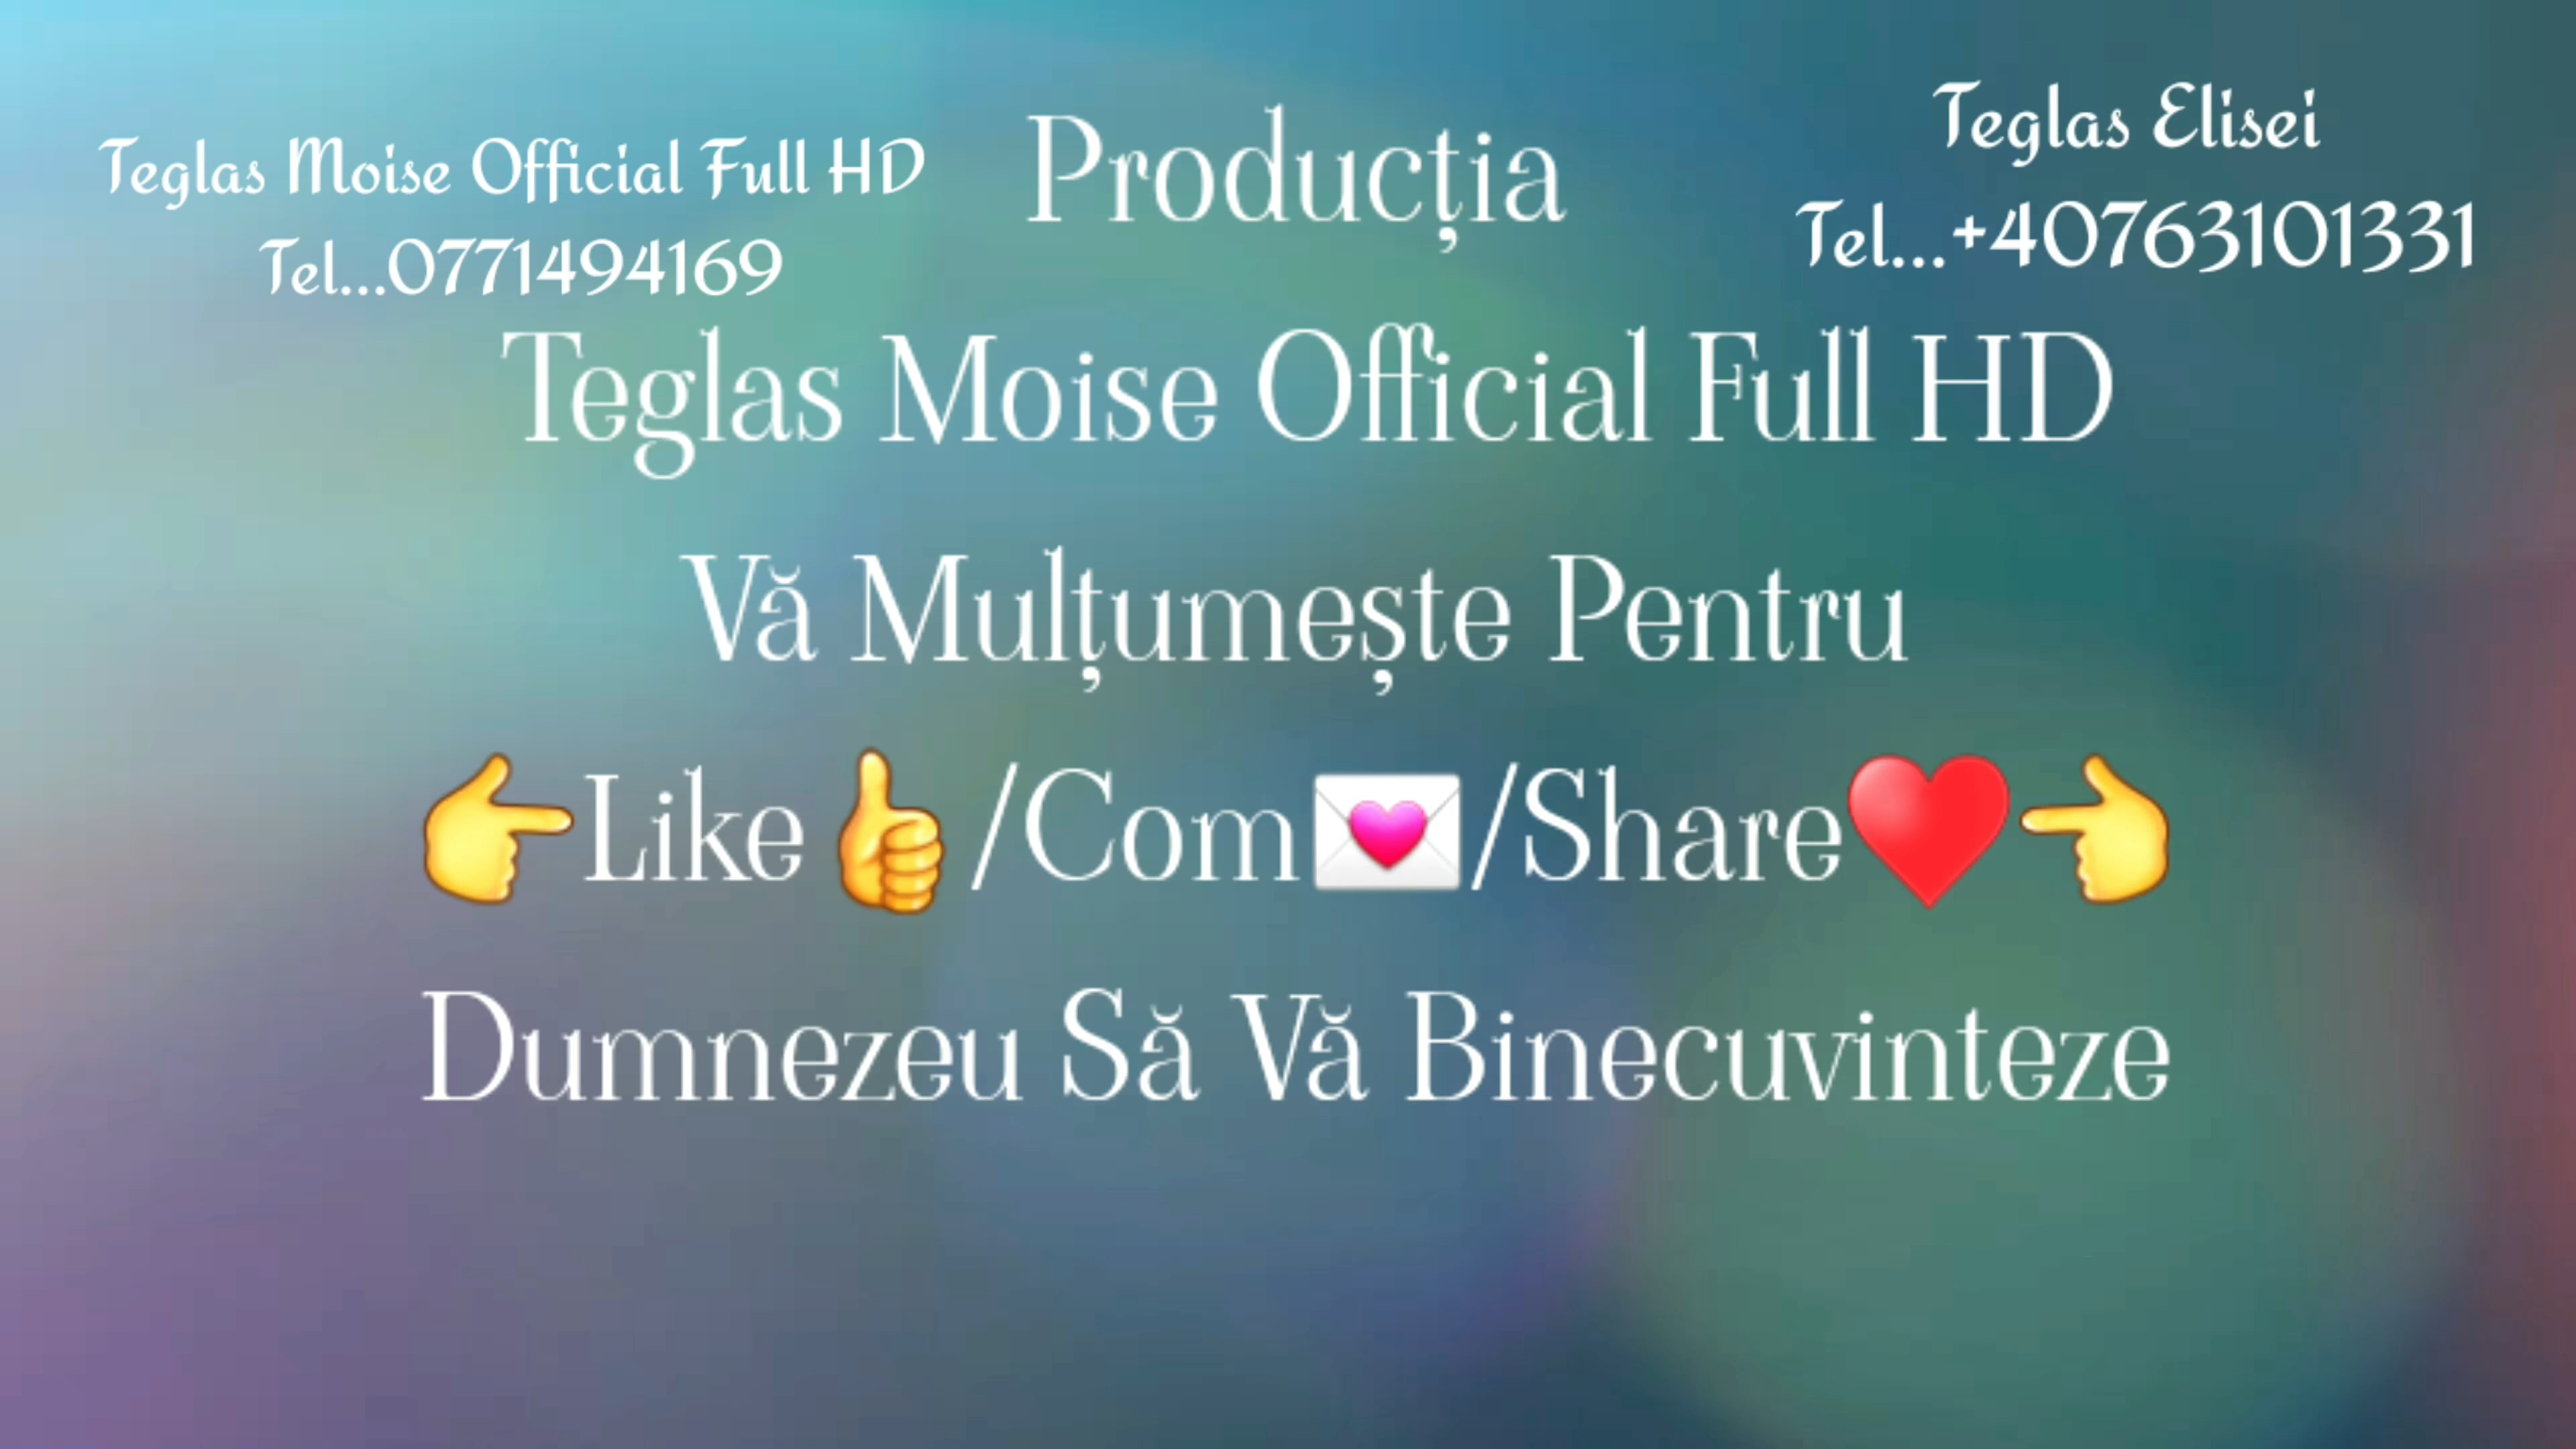 Teglas Moise Official Full HD
Tel...0771494169
Teglas Elisei
Tel...+40763101331
Producția
Teglas Moise Official Full HD
Vă Mulțumește Pentru
👉Like👍/Com💌/Share♥️👈
Dumnezeu Să Vă Binecuvinteze